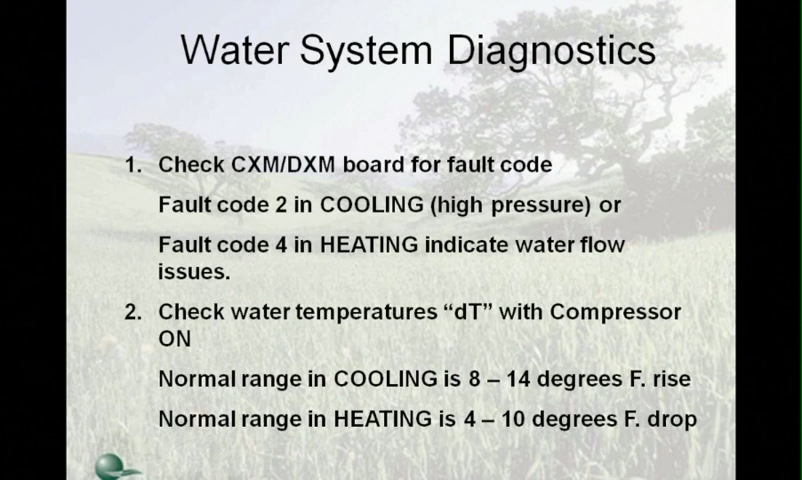 Water System Diagnostics
1. Check CXM/DXM board for fault code
Fault code 2 in COOLING (high pressure) or
Fault code 4 in HEATING indicate water flow
issues.
2. Check water temperatures “dT” with Compressor
ON
Normal range in COOLING is 8 – 14 degrees F. rise
Normal range in HEATING is 4 – 10 degrees F. drop